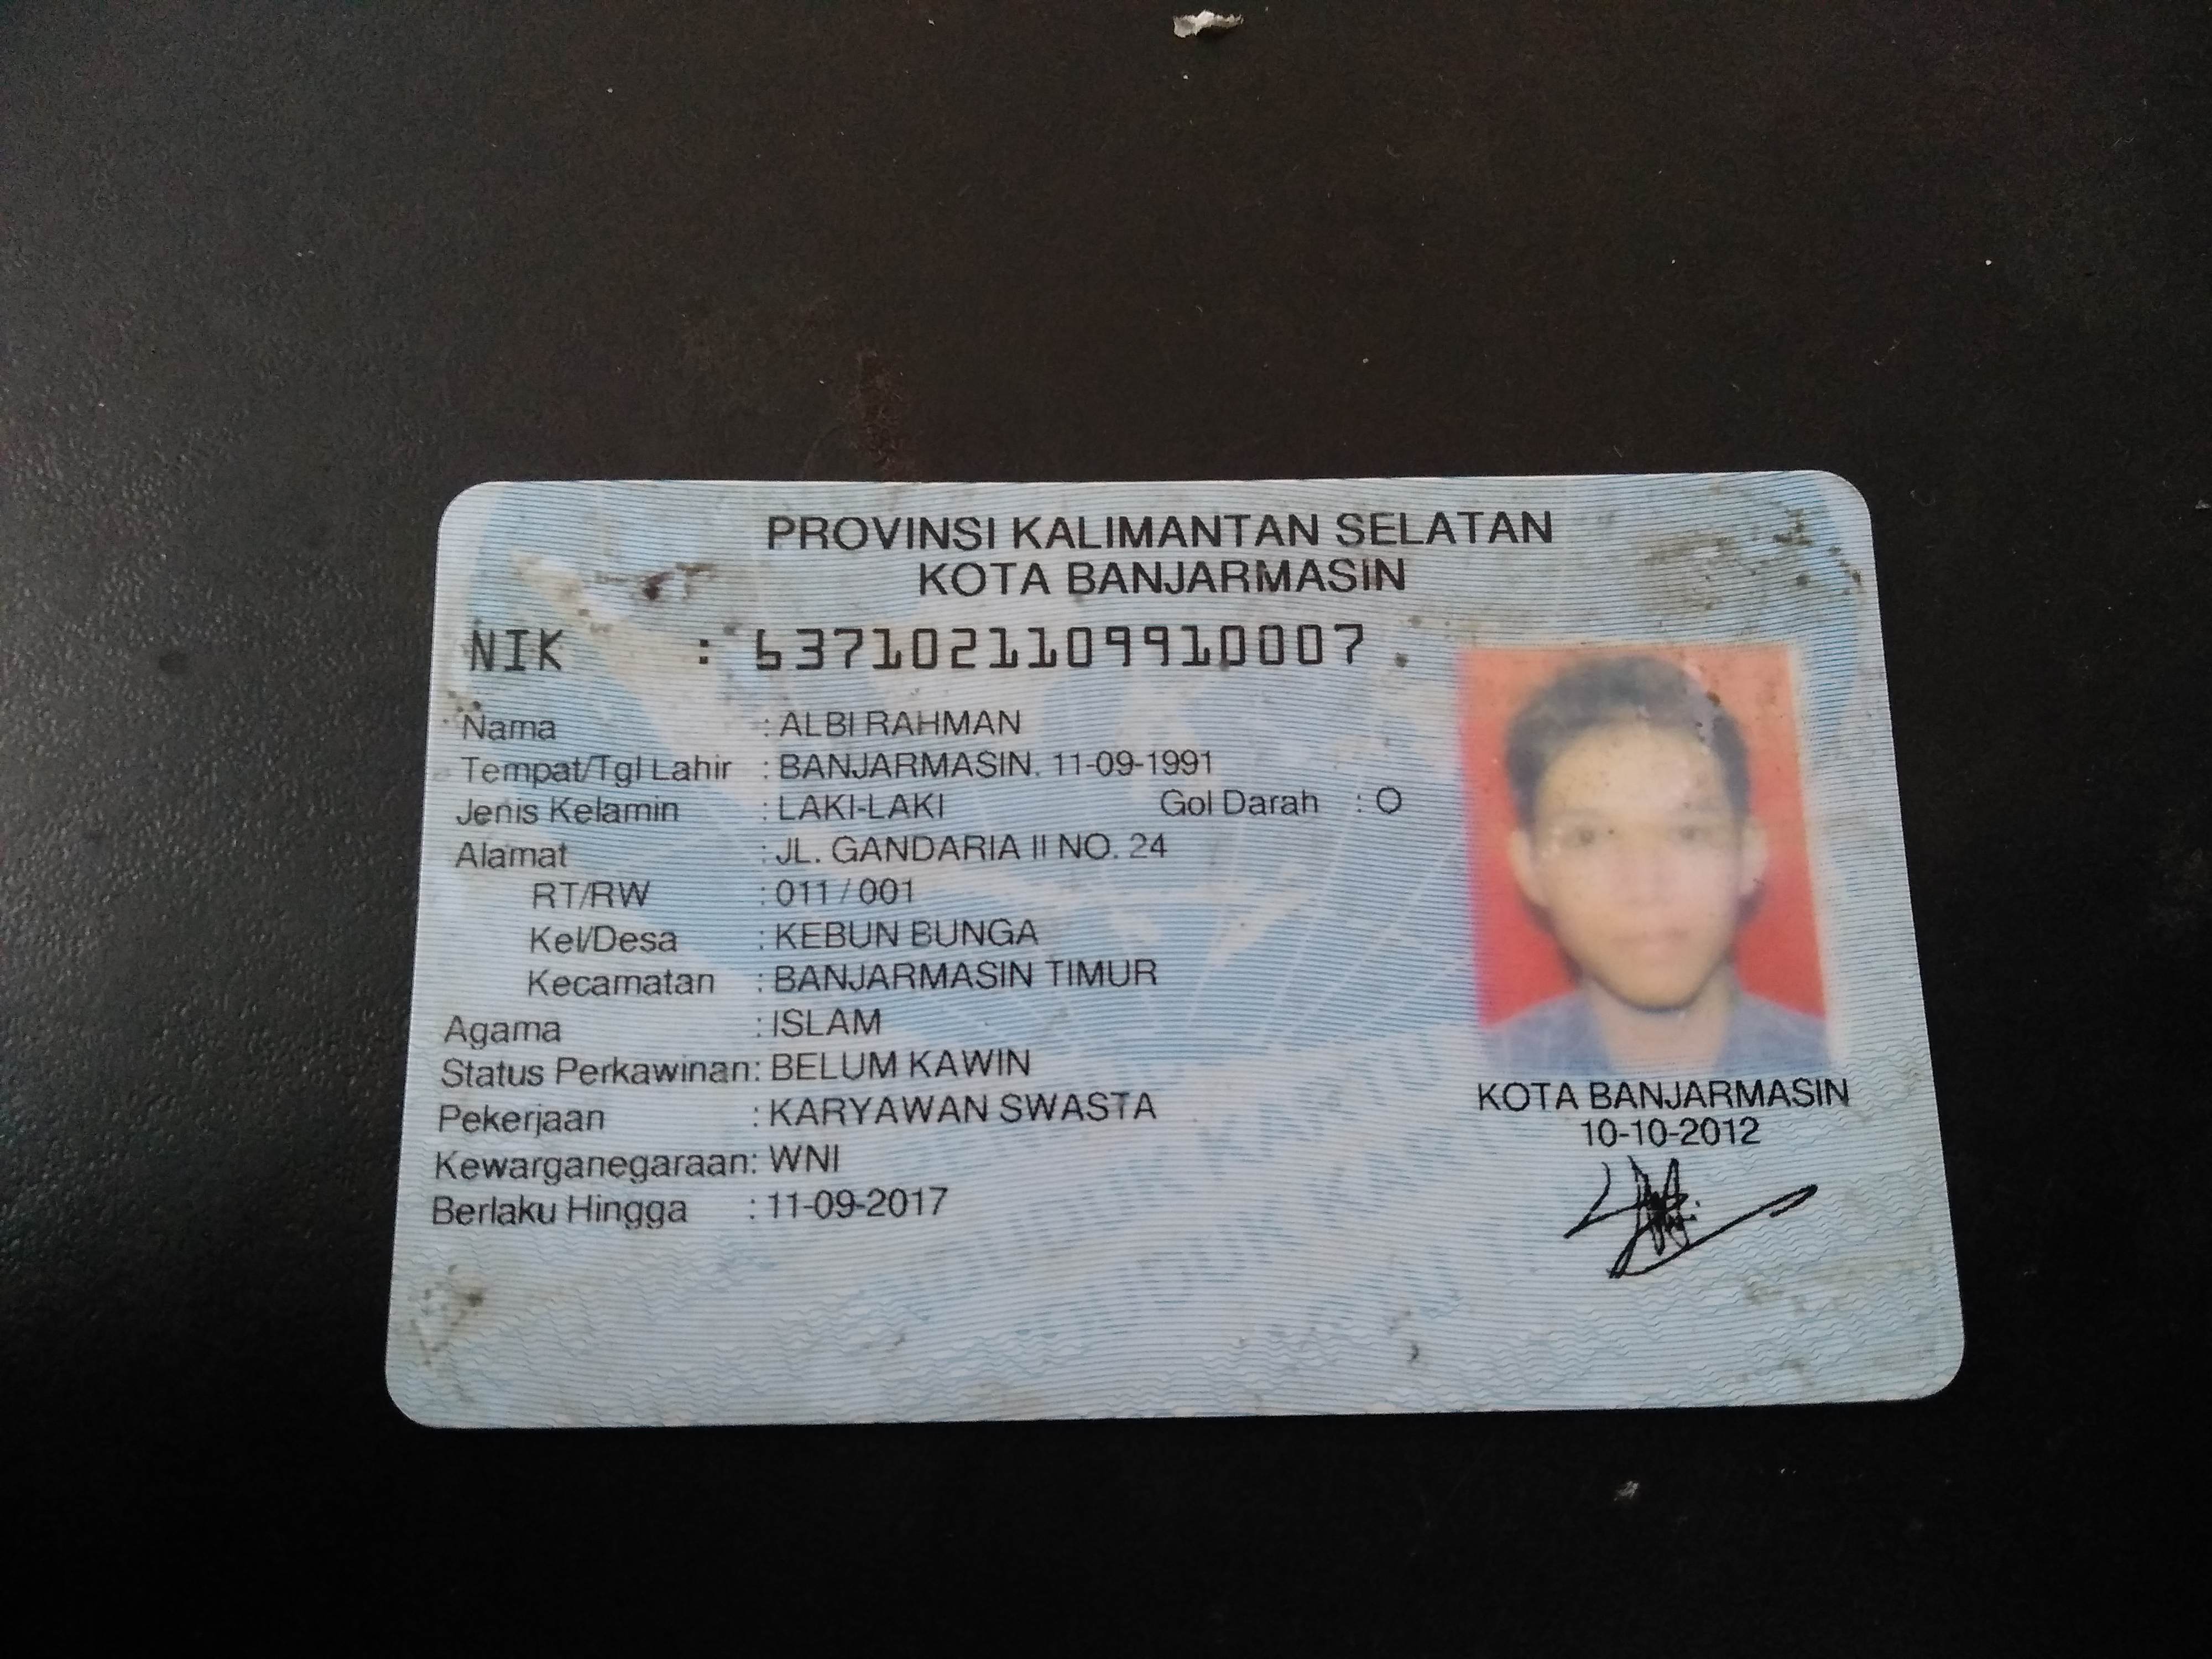 PROVINSI KALIMANTAN SELATAN
KOTA BANJARMASIN
NIK : 6371021109910007
Nama : ALBI RAHMAN
Tempat/Tgl Lahir : BANJARMASIN, 11-09-1991
Jenis Kelamin : LAKI-LAKI Gol Darah : O
Alamat : JL. GANDARIA II NO. 24
RT/RW : 011 / 001
Kel/Desa : KEBUN BUNGA
Kecamatan : BANJARMASIN TIMUR
Agama : ISLAM
Status Perkawinan: BELUM KAWIN
Pekerjaan : KARYAWAN SWASTA
Kewarganegaraan: WNI
Berlaku Hingga : 11-09-2017
KOTA BANJARMASIN
10-10-2012